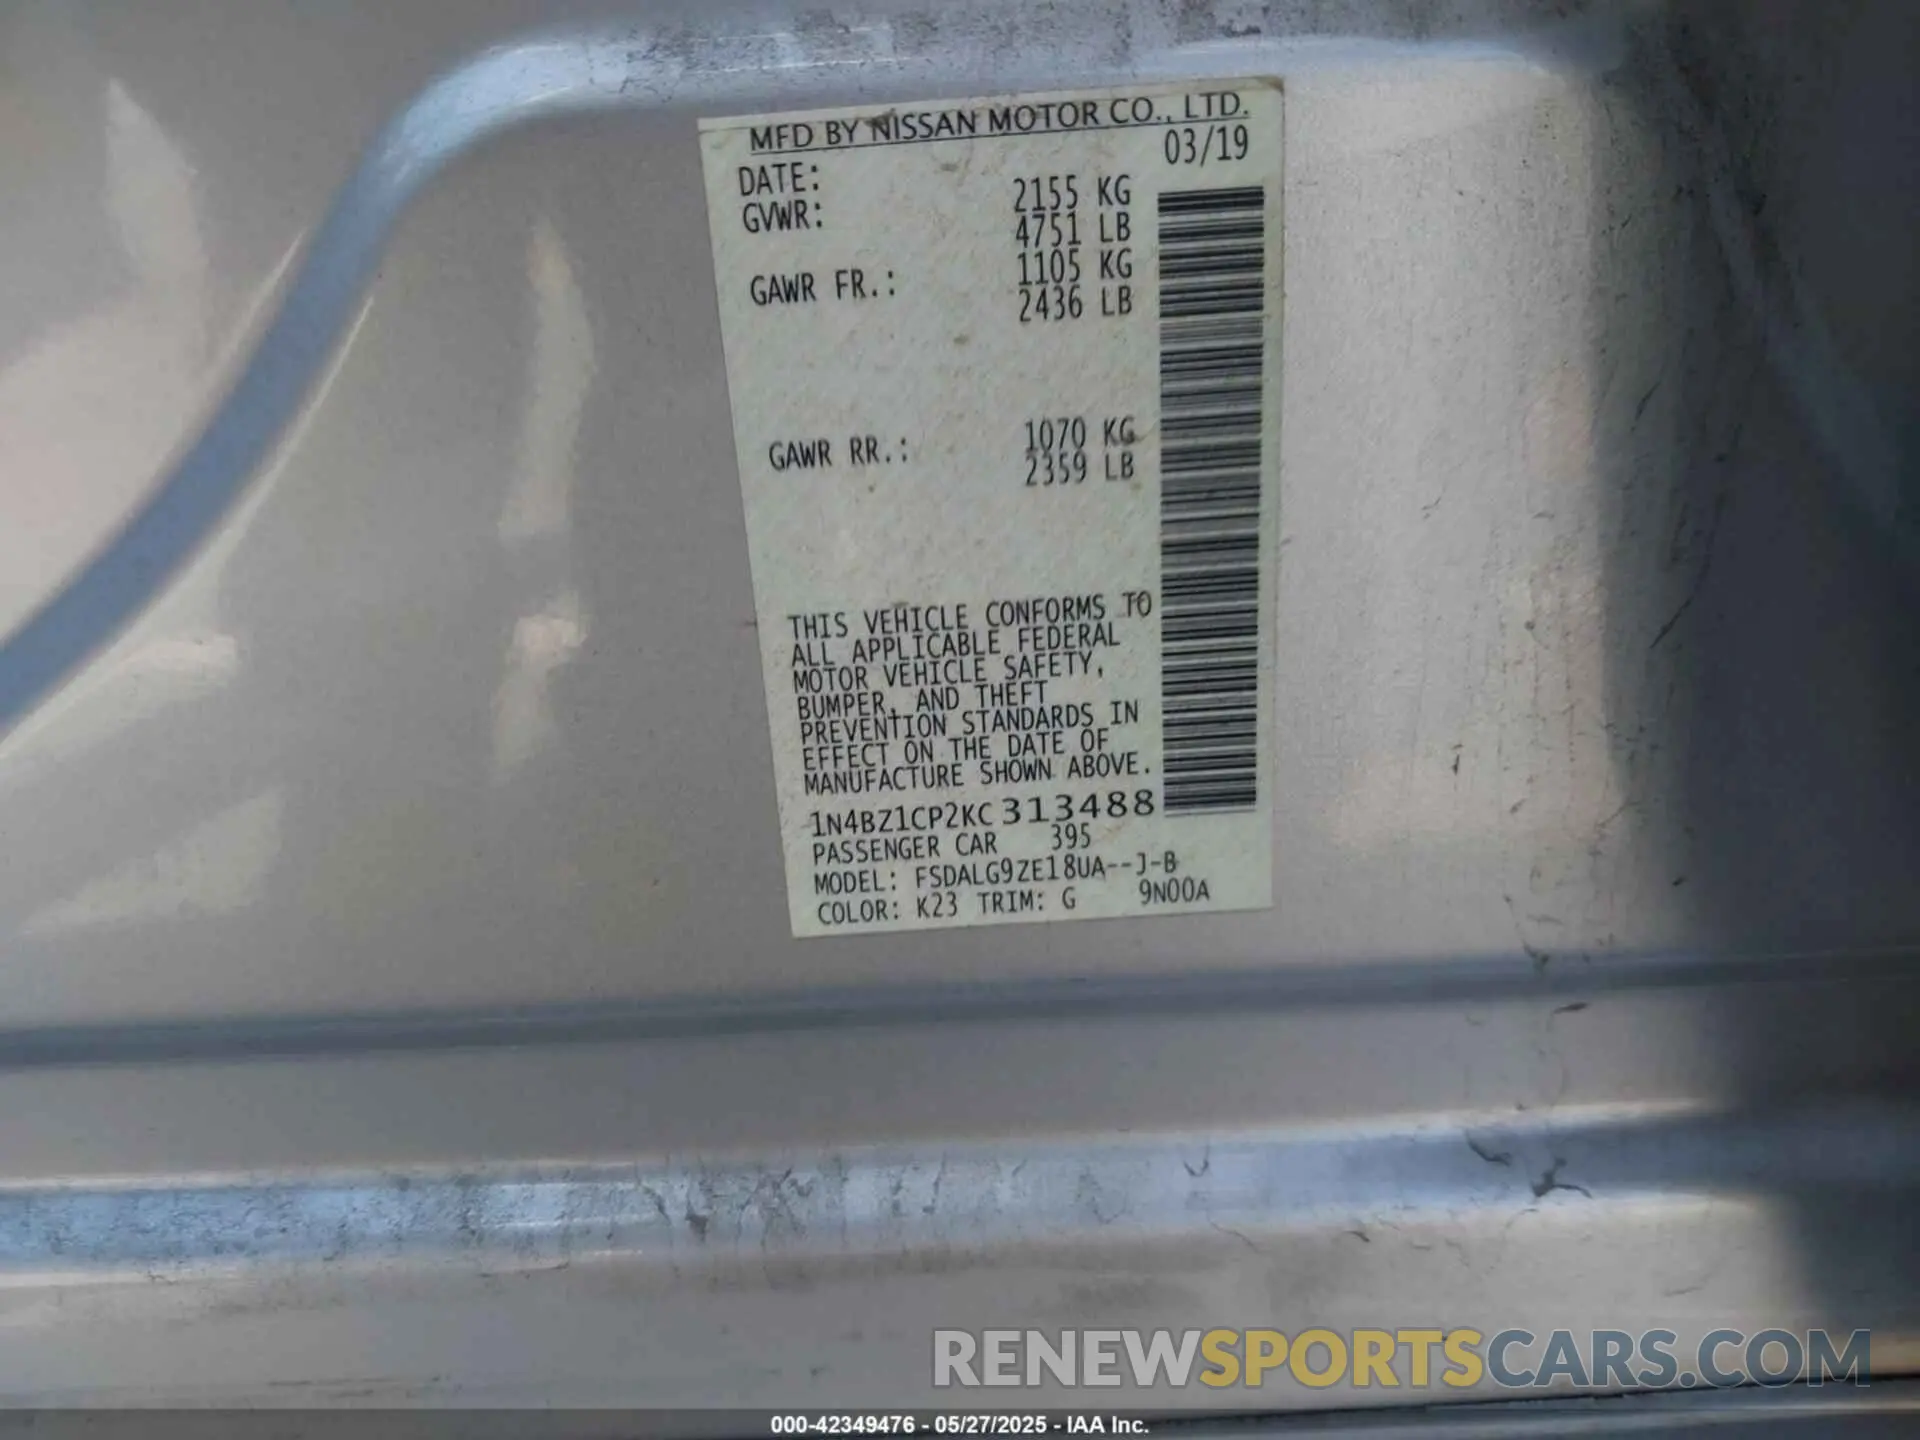 MFD BY NISSAN MOTOR CO., LTD.
DATE: 03/19
GVWR: 2155 KG
4751 LB
GAWR FR.: 1105 KG
2436 LB
GAWR RR.: 1070 KG
2359 LB
THIS VEHICLE CONFORMS TO
ALL APPLICABLE FEDERAL
MOTOR VEHICLE SAFETY,
BUMPER, AND THEFT
PREVENTION STANDARDS IN
EFFECT ON THE DATE OF
MANUFACTURE SHOWN ABOVE.
1N4BZ1CP2KC313488
PASSENGER CAR 395
MODEL: FSDALG9ZE18UA--J-B
COLOR: K23 TRIM: G 9N00A
RENEWSPORTSCARS.COM
000-42349476 - 05/27/2025 - IAA Inc.